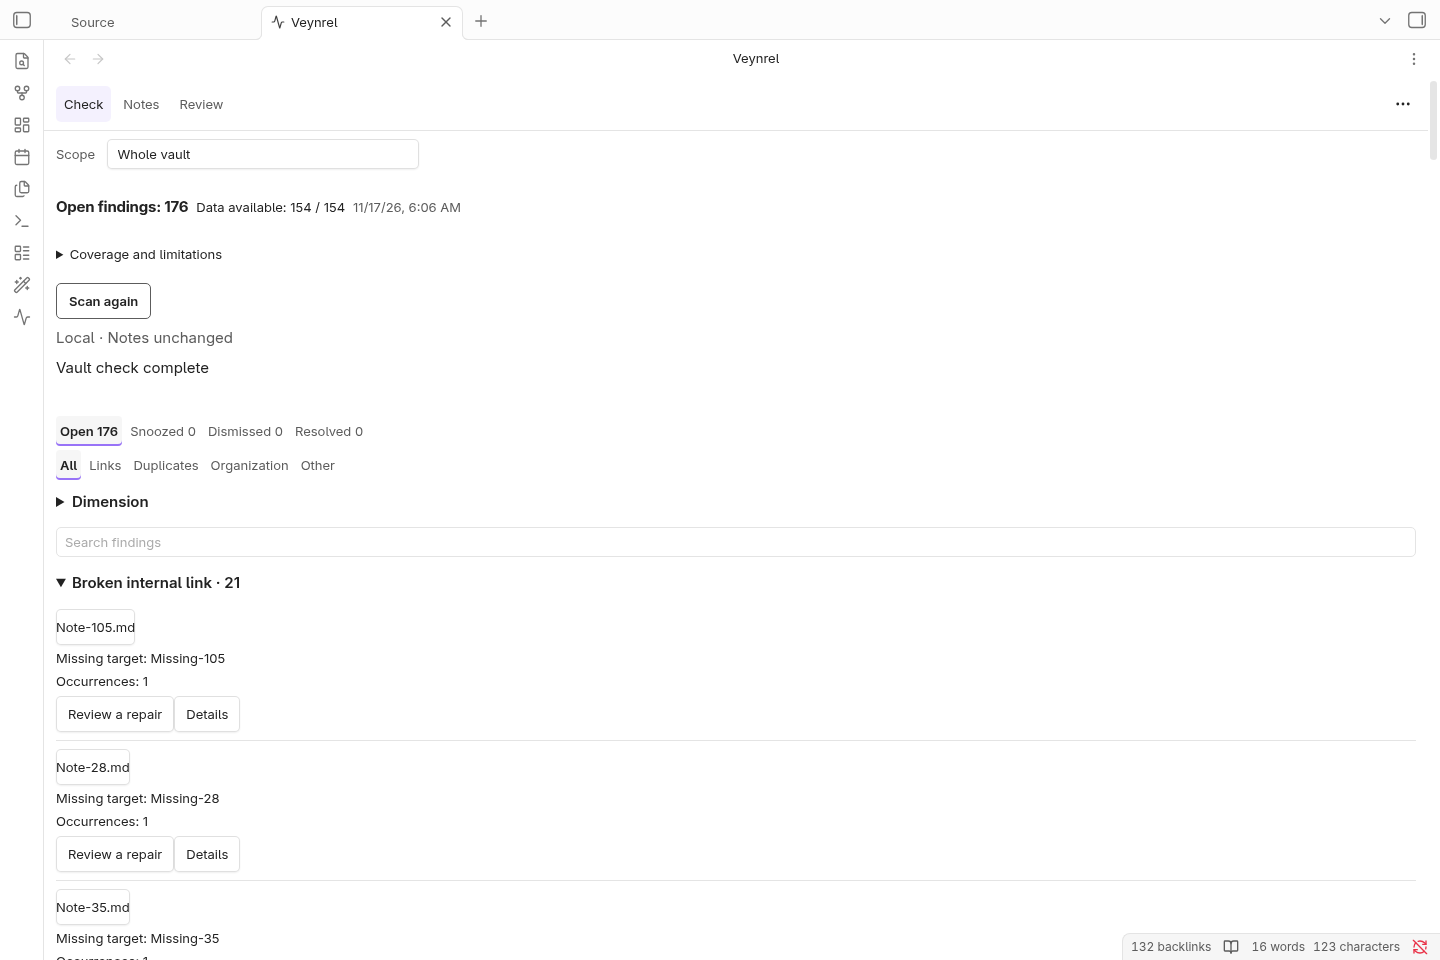 Source
Veynrel
Veynrel
Check Notes Review
Scope Whole vault
Open findings: 176 Data available: 154 / 154 11/17/26, 6:06 AM
Coverage and limitations
Scan again
Local · Notes unchanged
Vault check complete
Open 176 Snoozed 0 Dismissed 0 Resolved 0
All Links Duplicates Organization Other
Dimension
Search findings
Broken internal link · 21
Note-105.md
Missing target: Missing-105
Occurrences: 1
Review a repair Details
Note-28.md
Missing target: Missing-28
Occurrences: 1
Review a repair Details
Note-35.md
Missing target: Missing-35
Occurrences: 1
132 backlinks 16 words 123 characters